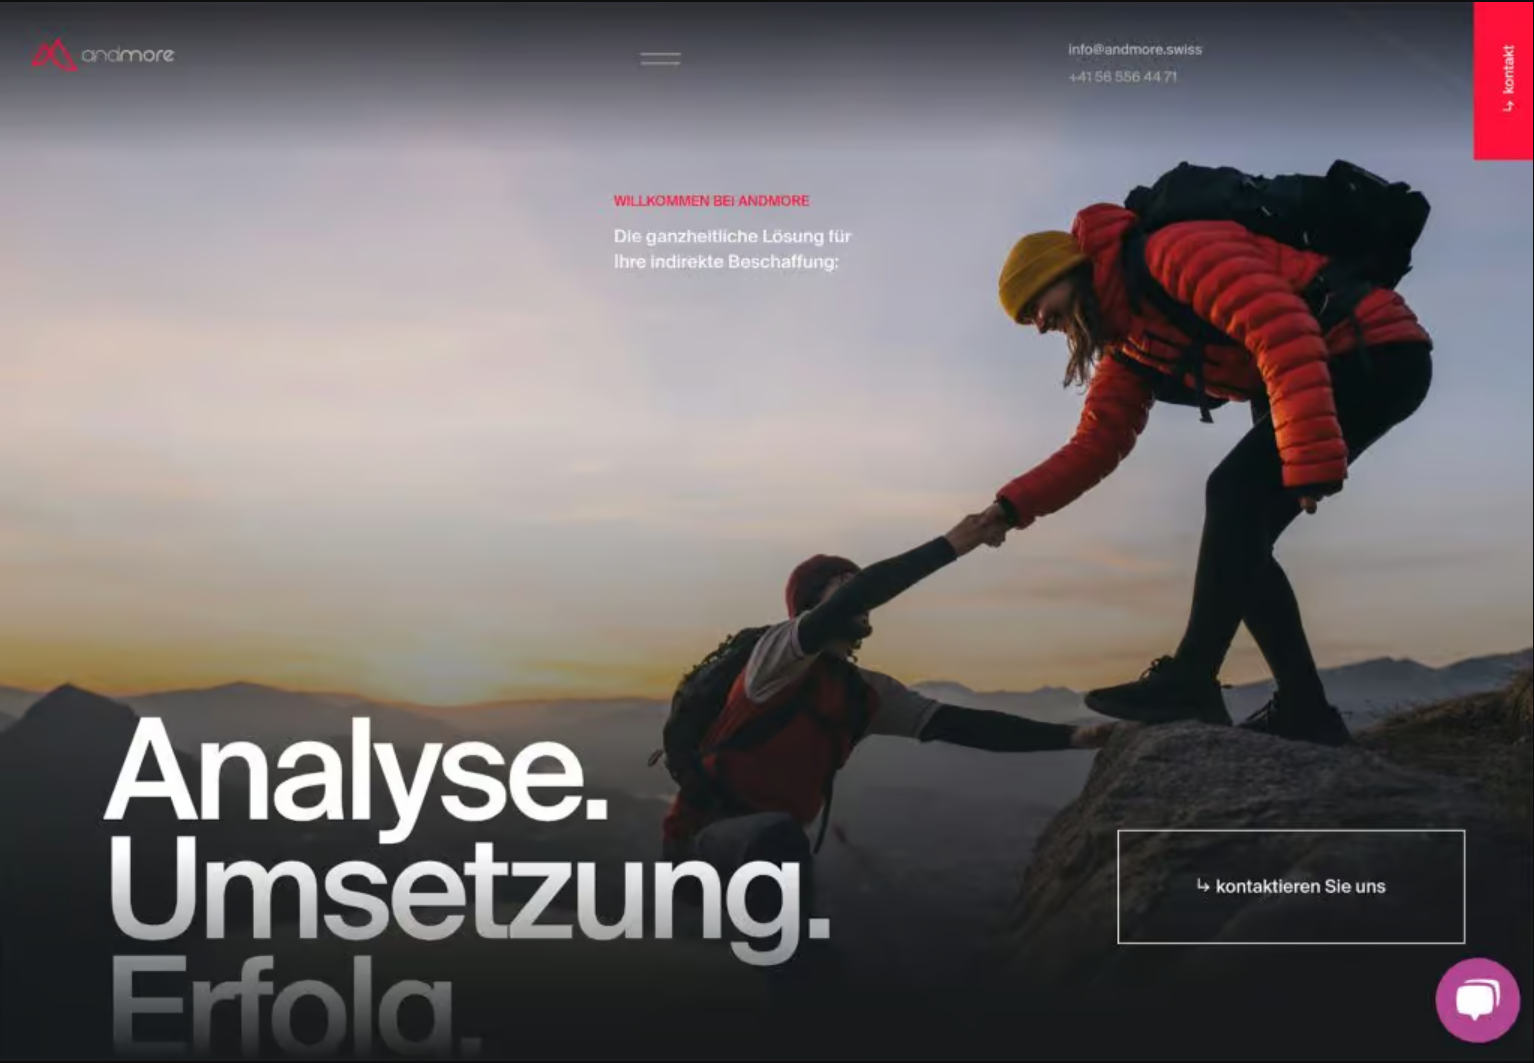 andmore
info@andmore.swiss
+41 56 556 44 71
↳ kontakt
WILLKOMMEN BEI ANDMORE
Die ganzheitliche Lösung für
Ihre indirekte Beschaffung:
Analyse.
Umsetzung.
Erfolg.
↳ kontaktieren Sie uns